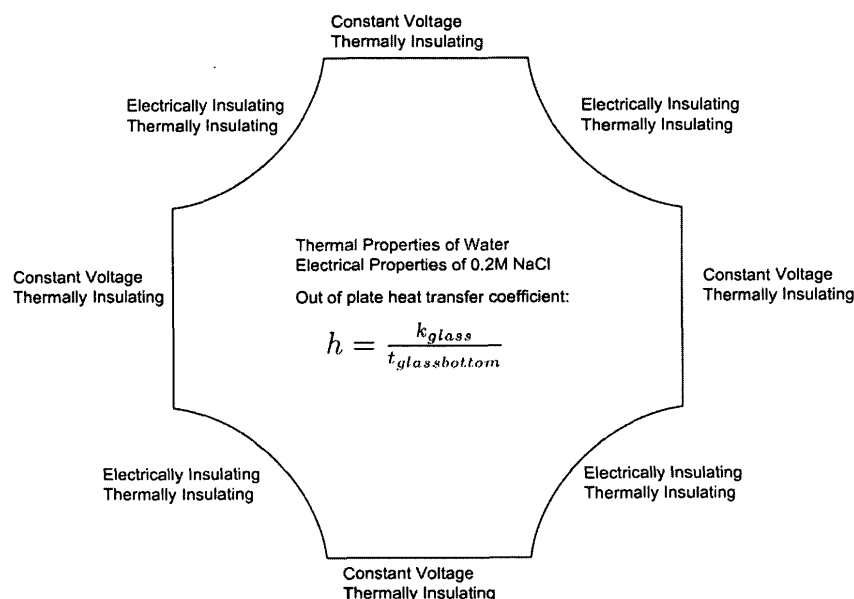 Constant Voltage
Thermally Insulating
Electrically Insulating
Thermally Insulating
Electrically Insulating
Thermally Insulating
Thermal Properties of Water
Electrical Properties of 0.2M NaCl
Out of plate heat transfer coefficient:
h = k_glass / t_glassbottom
Constant Voltage
Thermally Insulating
Constant Voltage
Thermally Insulating
Electrically Insulating
Thermally Insulating
Electrically Insulating
Thermally Insulating
Constant Voltage
Thermally Insulating